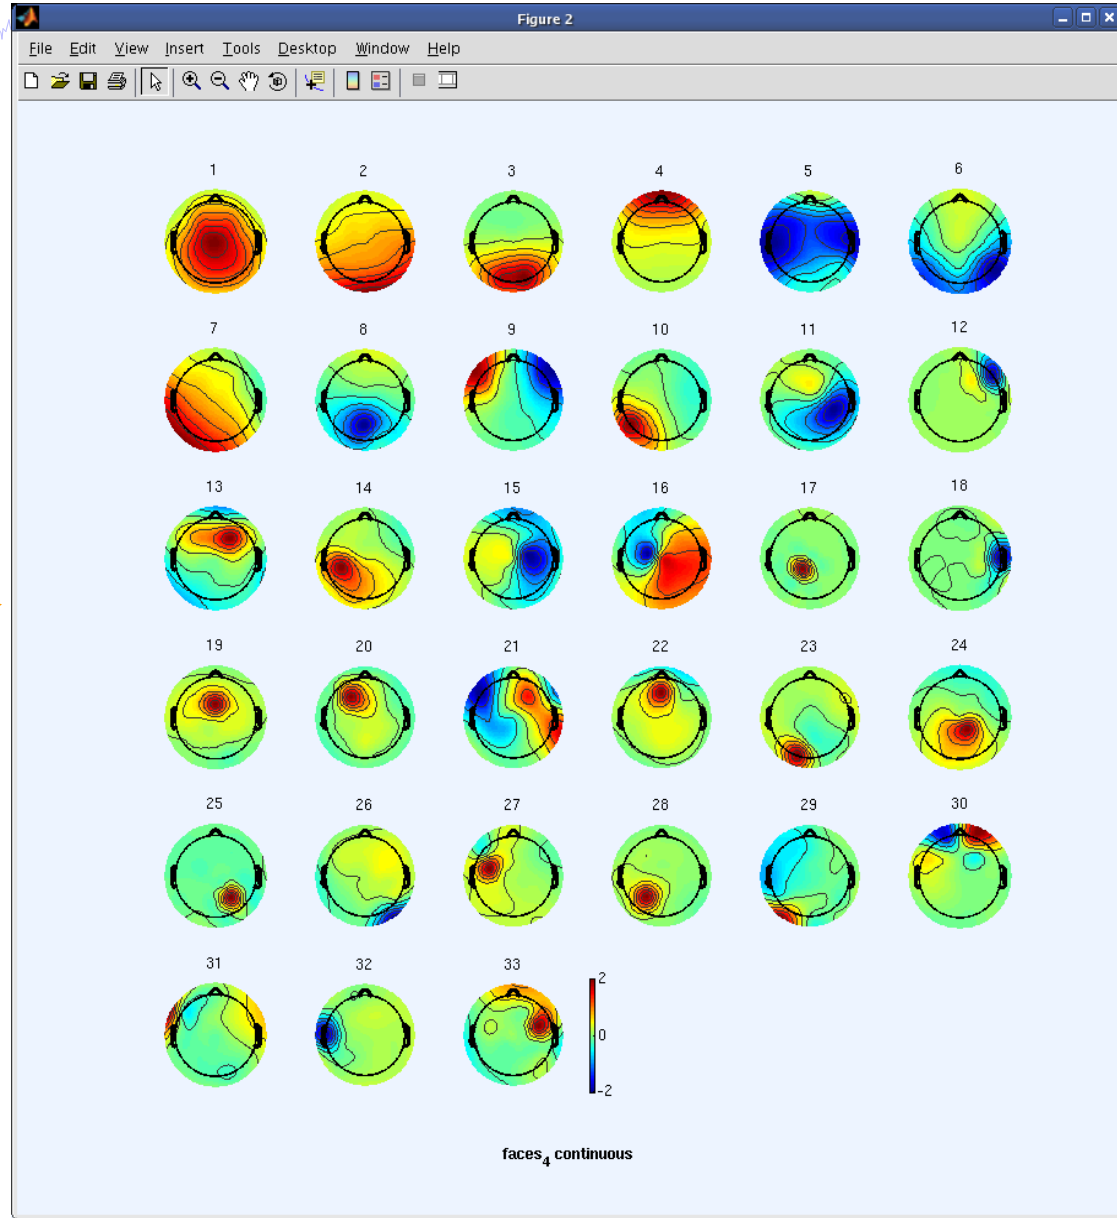 Figure 2
File Edit View Insert Tools Desktop Window Help
1 2 3 4 5 6
7 8 9 10 11 12
13 14 15 16 17 18
19 20 21 22 23 24
25 26 27 28 29 30
31 32 33
2
0
-2
faces₄ continuous